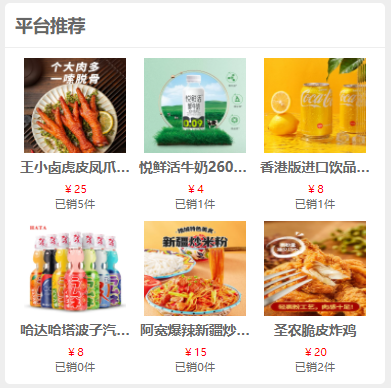 平台推荐
个大肉多
一嗦脱骨
王小卤虎皮凤爪...
￥25
已销5件
悦鲜活牛奶260...
￥4
已销1件
香港版进口饮品...
￥8
已销1件
HATA
哈达哈塔波子汽...
￥8
已销0件
新疆炒米粉
阿宽爆辣新疆炒...
￥15
已销0件
圣农脆皮炸鸡
￥20
已销2件